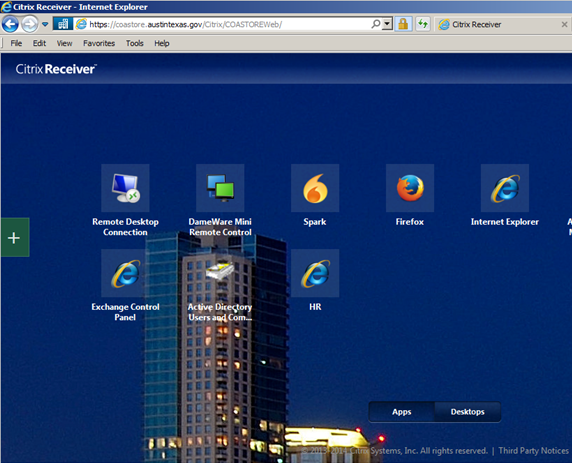 Citrix Receiver - Internet Explorer
https://coastore.austintexas.gov/Citrix/COASTOREWeb/
Citrix Receiver
File Edit View Favorites Tools Help
Citrix Receiver™
Remote Desktop
Connection
DameWare Mini
Remote Control
Spark
Firefox
Internet Explorer
A
M
Exchange Control
Panel
Active Directory
Users and Com...
HR
Apps
Desktops
© 2013-2014 Citrix Systems, Inc. All rights reserved. | Third Party Notices